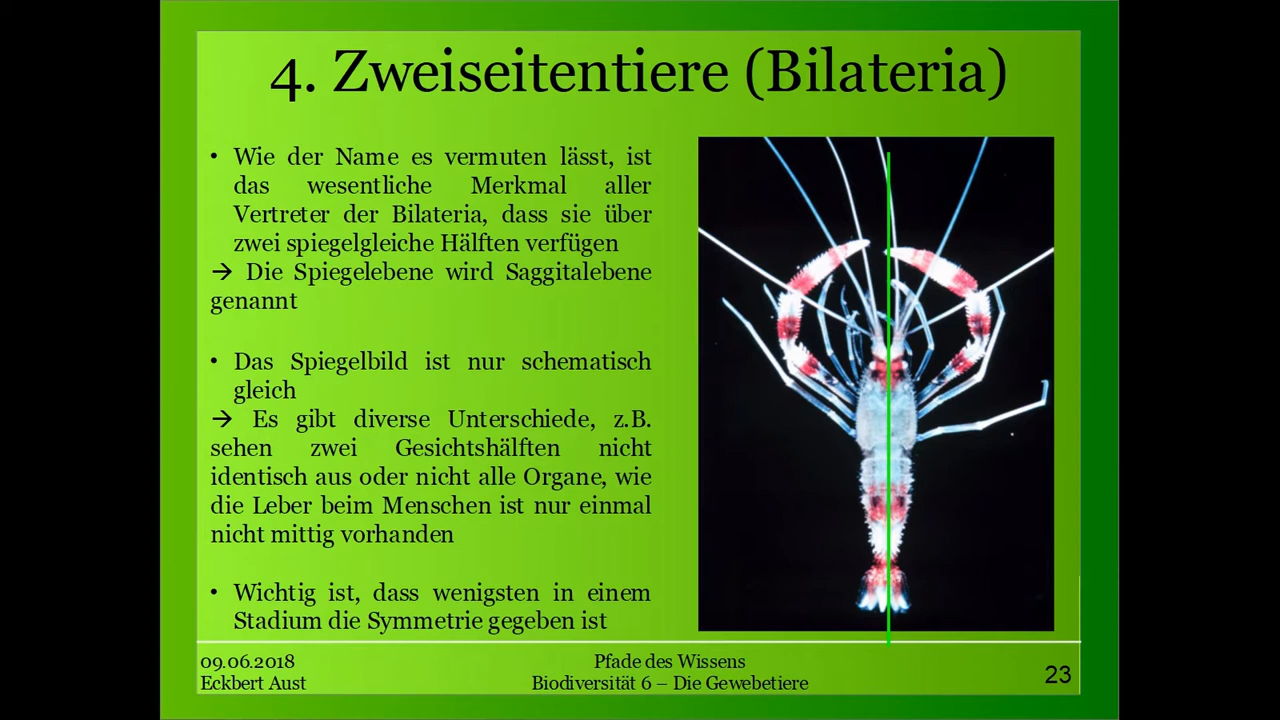 4. Zweiseitentiere (Bilateria)
• Wie der Name es vermuten lässt, ist
das wesentliche Merkmal aller
Vertreter der Bilateria, dass sie über
zwei spiegelgleiche Hälften verfügen
→ Die Spiegelebene wird Saggitalebene
genannt
• Das Spiegelbild ist nur schematisch
gleich
→ Es gibt diverse Unterschiede, z.B.
sehen zwei Gesichtshälften nicht
identisch aus oder nicht alle Organe, wie
die Leber beim Menschen ist nur einmal
nicht mittig vorhanden
• Wichtig ist, dass wenigsten in einem
Stadium die Symmetrie gegeben ist
09.06.2018
Eckbert Aust
Pfade des Wissens
Biodiversität 6 – Die Gewebetiere
23